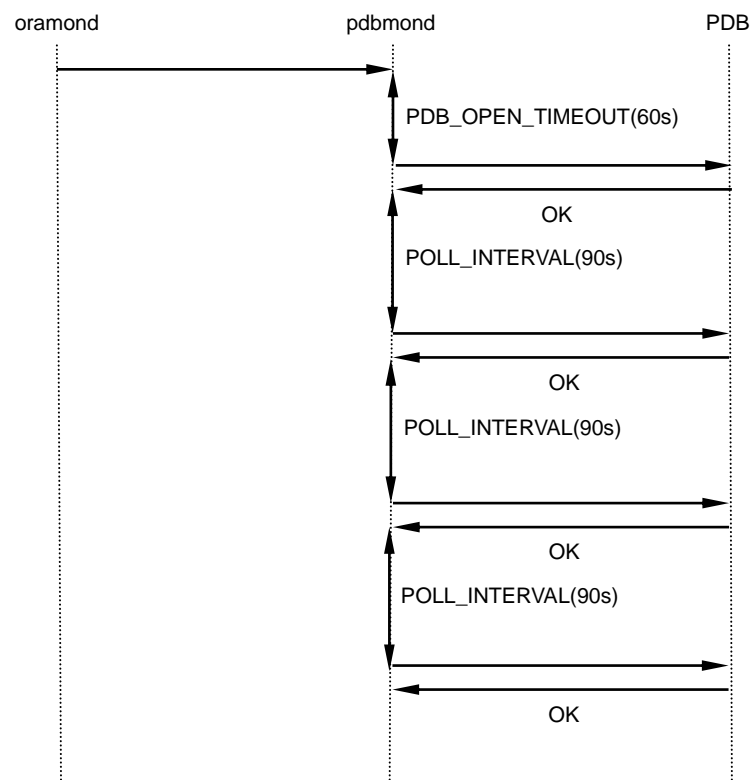 oramond pdbmond PDB
PDB_OPEN_TIMEOUT(60s)
OK
POLL_INTERVAL(90s)
OK
POLL_INTERVAL(90s)
OK
POLL_INTERVAL(90s)
OK